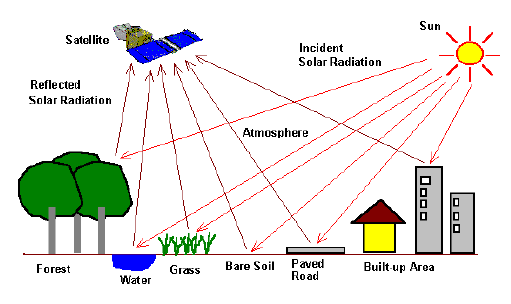 Sun
Satellite
Incident
Solar Radiation
Reflected
Solar Radiation
Atmosphere
Forest
Water
Grass
Bare Soil
Paved
Road
Built-up Area